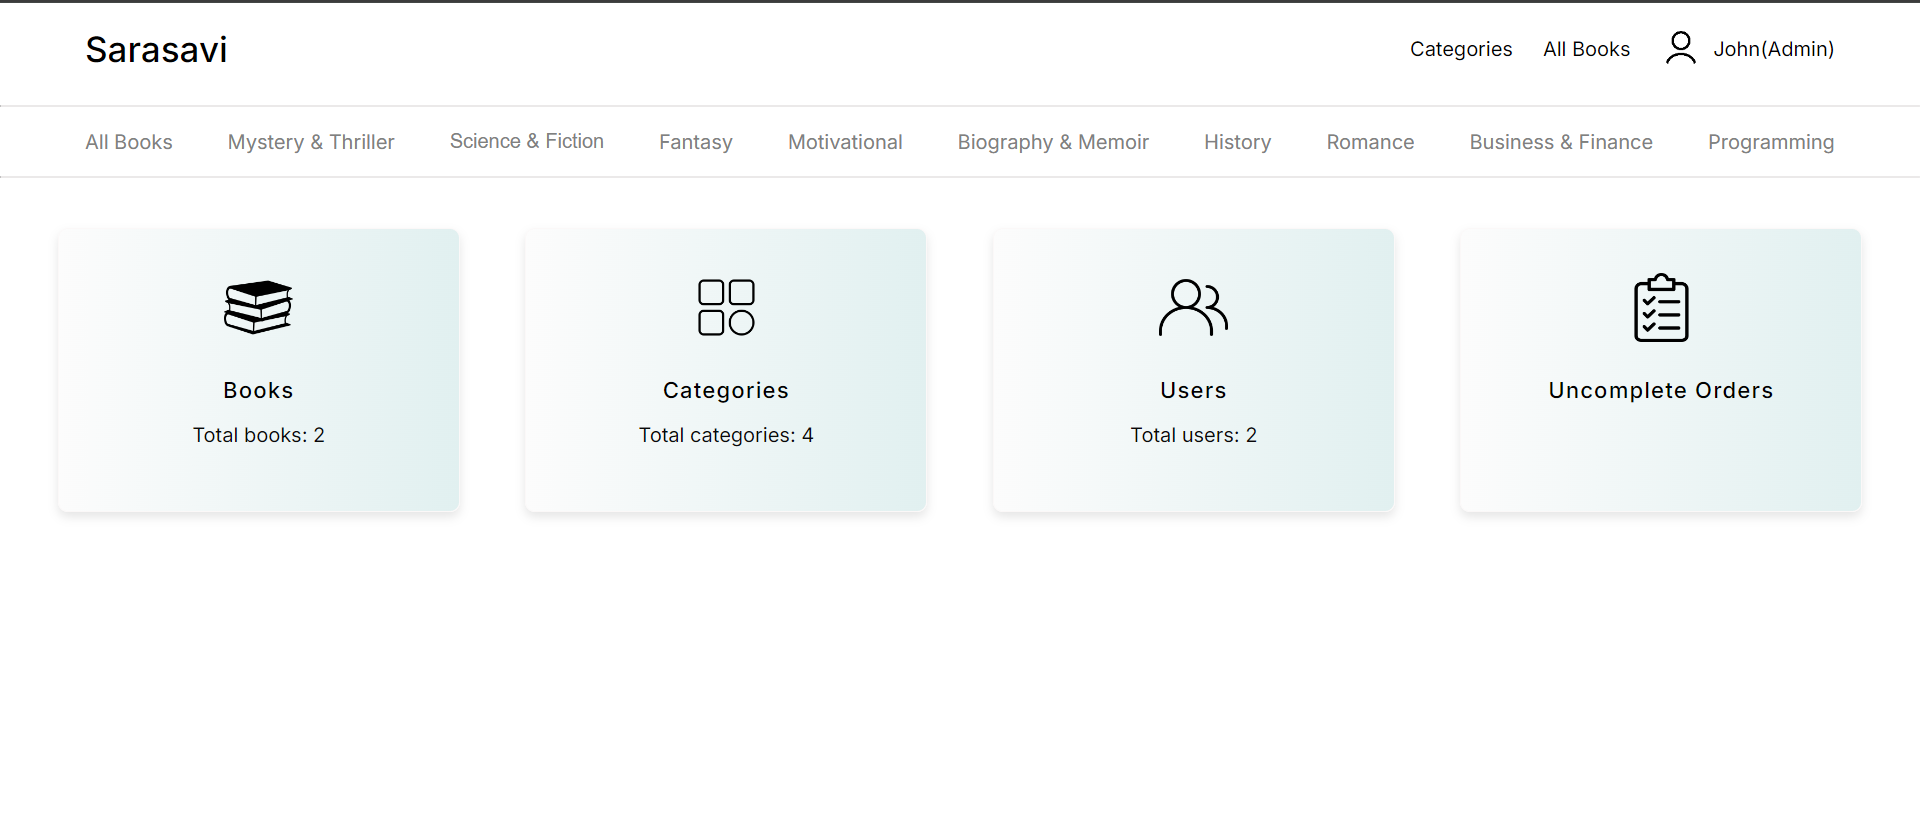 Sarasavi
Categories All Books John(Admin)
All Books Mystery & Thriller Science & Fiction Fantasy Motivational Biography & Memoir History Romance Business & Finance Programming
Books
Total books: 2
Categories
Total categories: 4
Users
Total users: 2
Uncomplete Orders